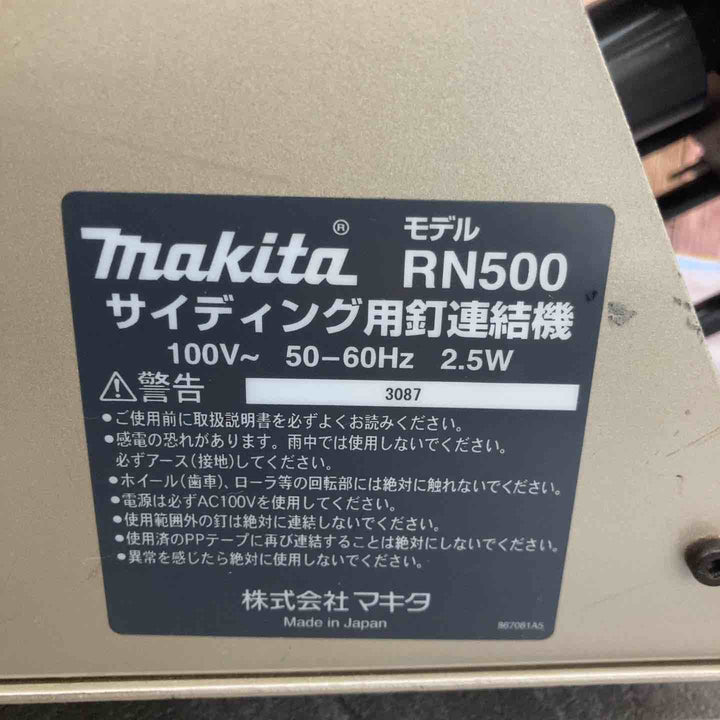 makita® モデル RN500
サイディング用釘連結機
100V~ 50-60Hz 2.5W
⚠警告 3087
●ご使用前に取扱説明書を必ずよくお読みください。
●感電の恐れがあります。雨中では使用しないでください。
必ずアース(接地)してください。
●ホイール(歯車)、ローラ等の回転部には絶対に触れないでください。
●電源は必ずAC100Vを使用してください。
●使用範囲外の釘は絶対に連結しないでください。
●使用済のPPテープに再び連結することは絶対にしないでください。
●異常を感じたら絶対に使用しないでください。
株式会社マキタ
Made in Japan 867061A5